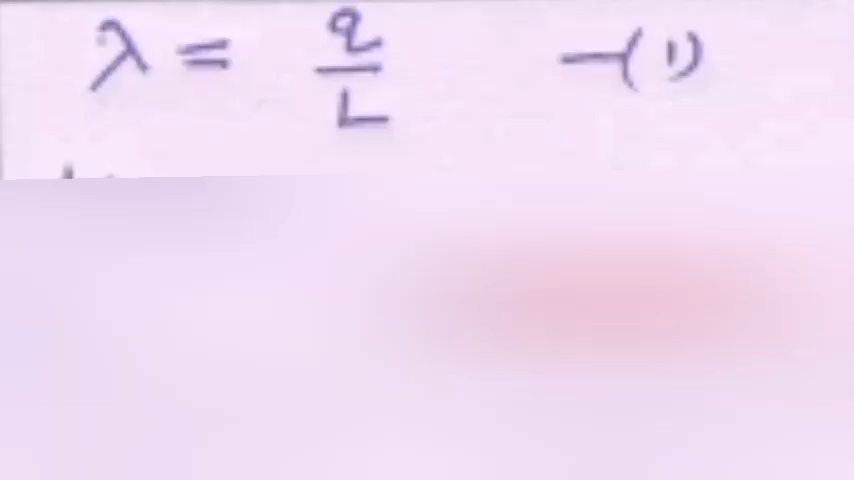 λ = q/L —(1)